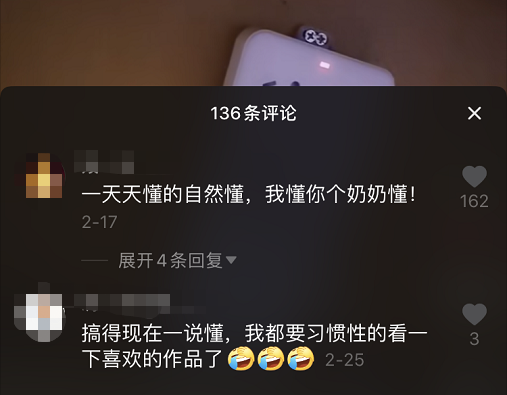 136条评论
一天天懂的自然懂，我懂你个奶奶懂！
162
2-17
展开4条回复
搞得现在一说懂，我都要习惯性的看一
3
下喜欢的作品了🤣🤣🤣 2-25